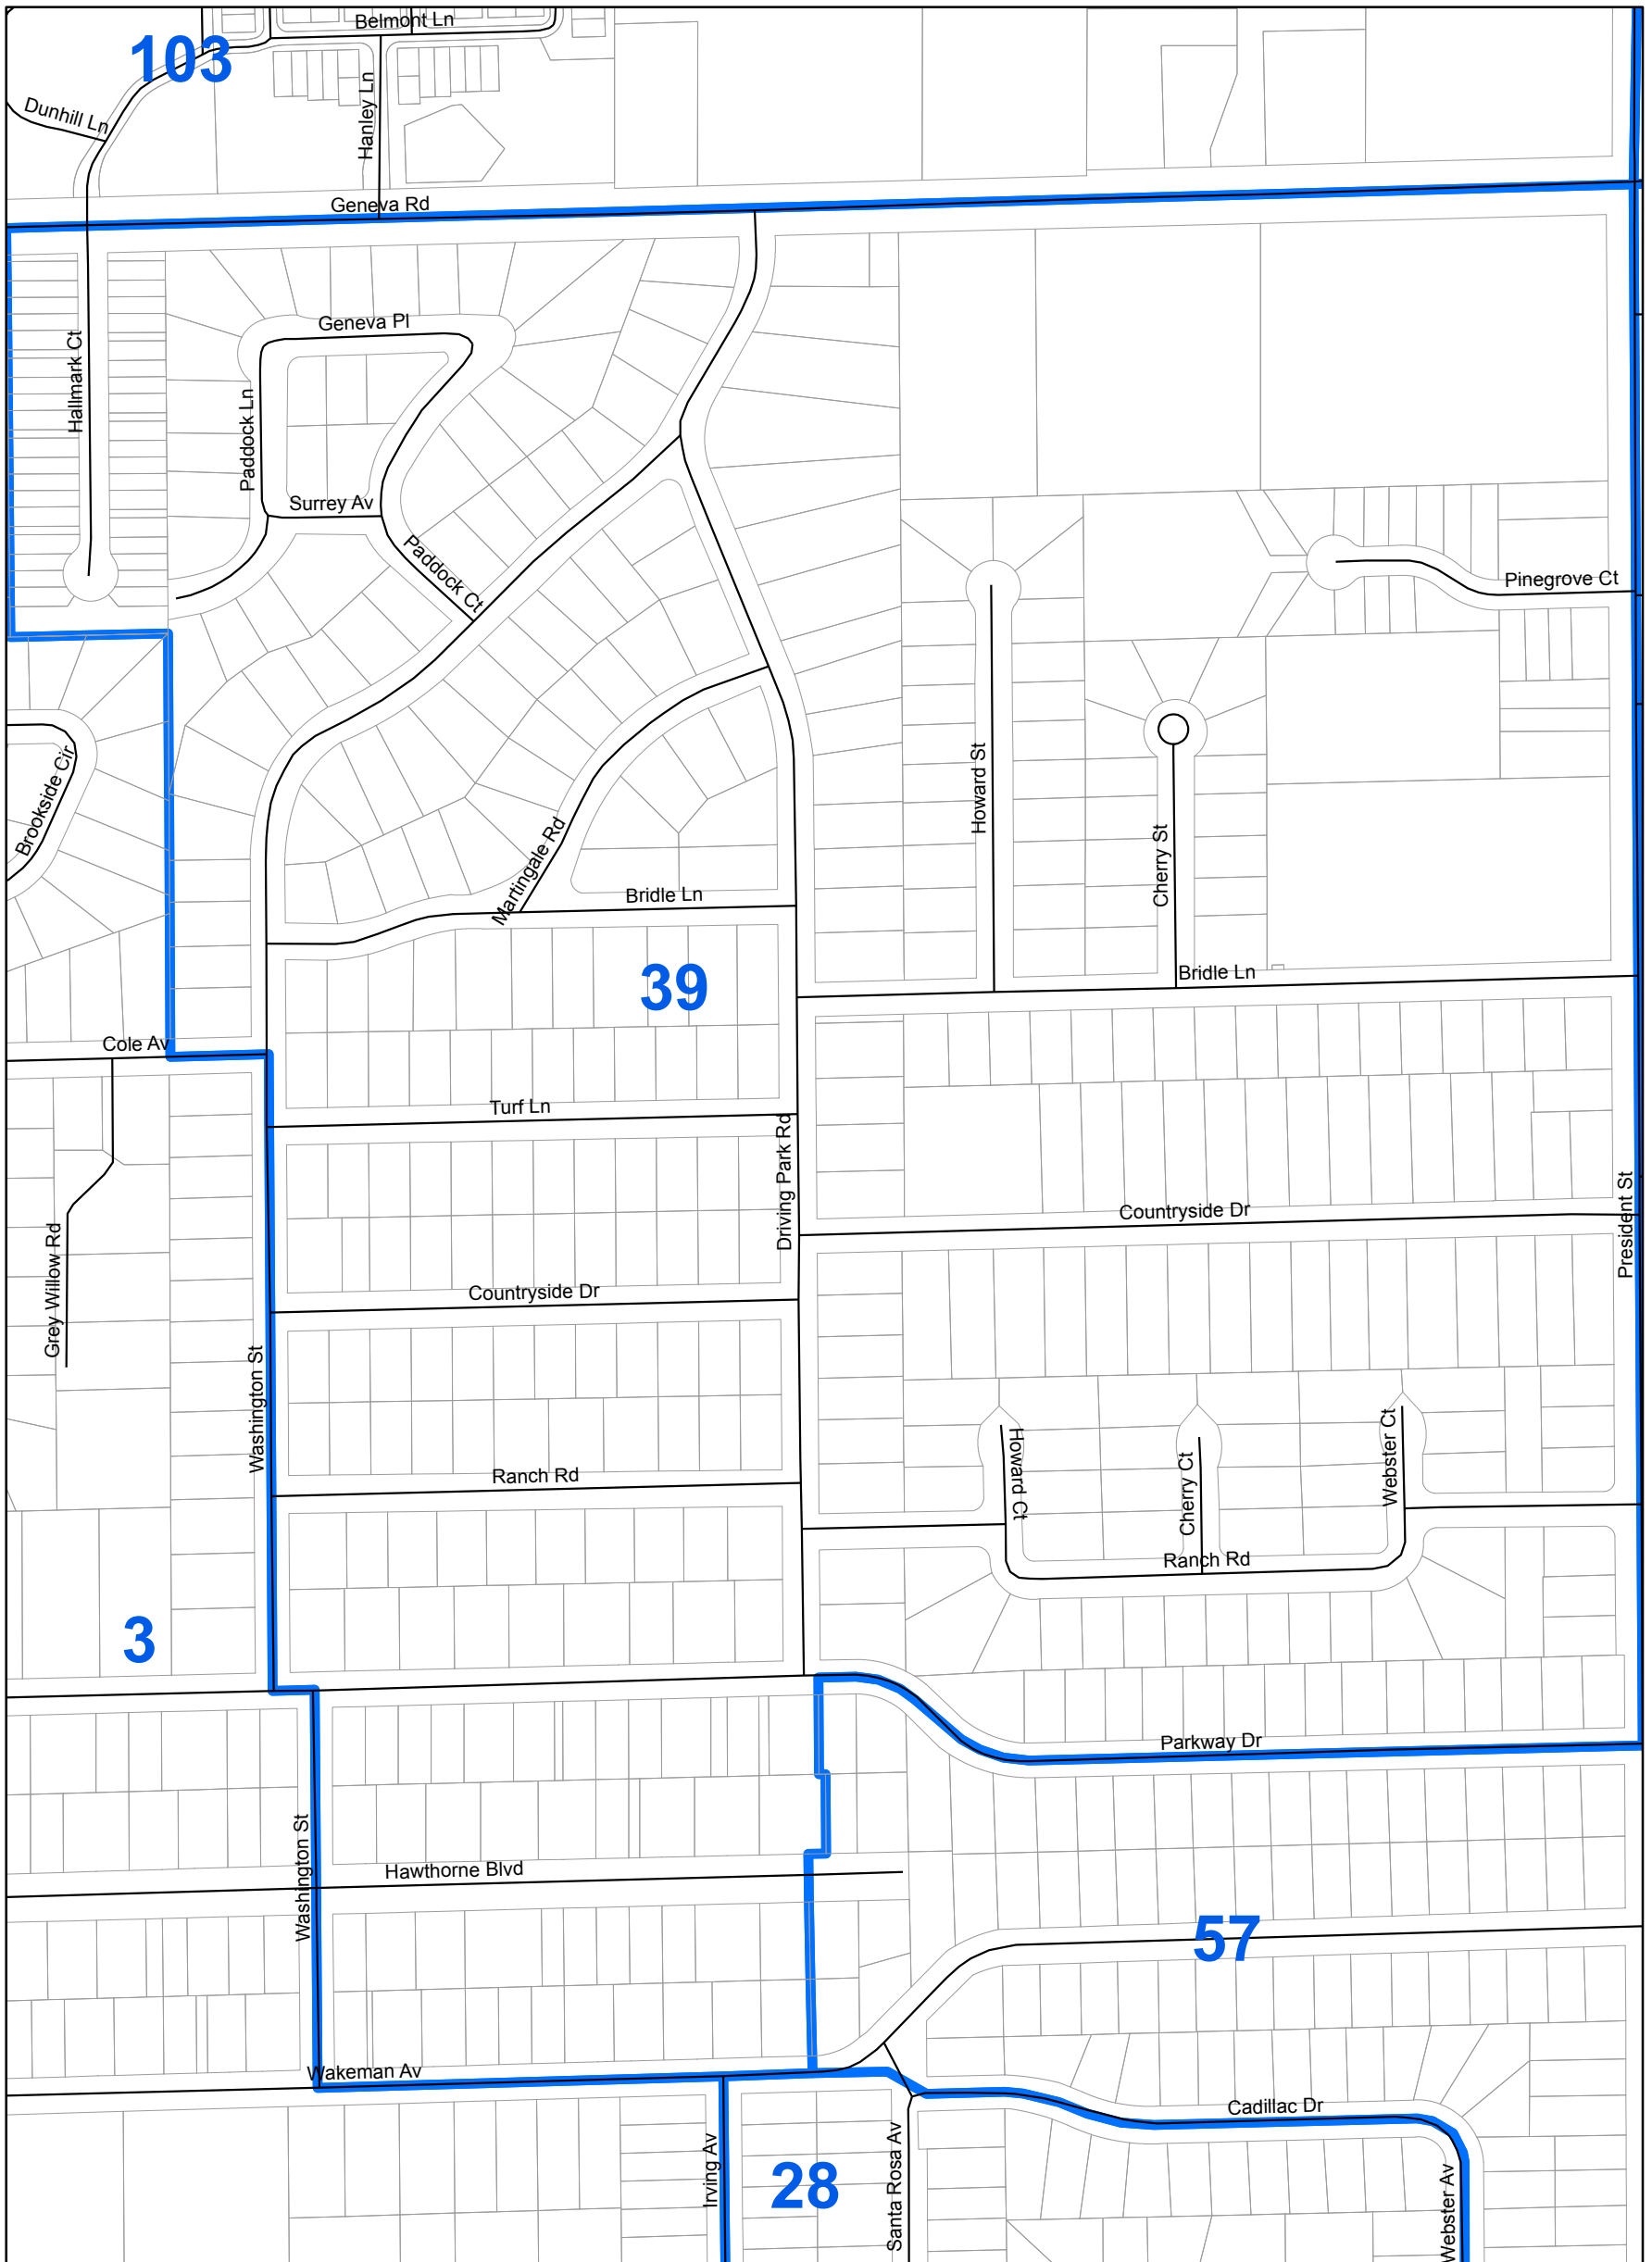 Belmont Ln
103
Dunhill Ln
Hanley Ln
Geneva Rd
Geneva Pl
Hallmark Ct
Paddock Ln
Surrey Av
Paddock Ct
Pinegrove Ct
Brookside Cir
Howard St
Cherry St
Martingale Rd
Bridle Ln
39
Bridle Ln
Cole Av
Turf Ln
Driving Park Rd
Countryside Dr
President St
Grey Willow Rd
Countryside Dr
Washington St
Ranch Rd
Howard Ct
Cherry Ct
Webster Ct
Ranch Rd
3
Parkway Dr
Washington St
Hawthorne Blvd
57
Wakeman Av
Cadillac Dr
Irving Av
28
Santa Rosa Av
Webster Av